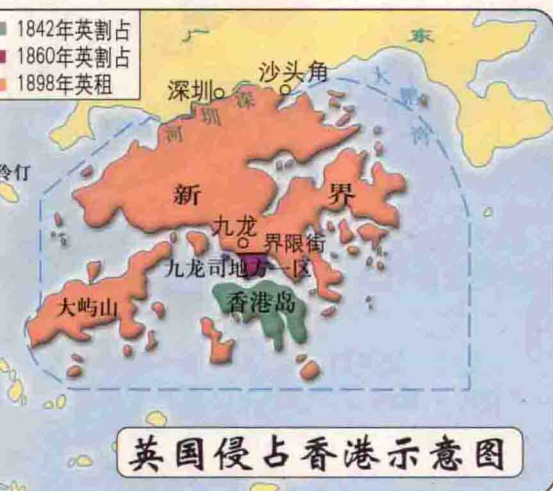 1842年英割占
1860年英割占
1898年英租
广
东
深圳
沙头角
大鹏湾
深
圳
河
伶仃
新
界
九龙
界限街
九龙司地方一区
大屿山
香港岛
英国侵占香港示意图